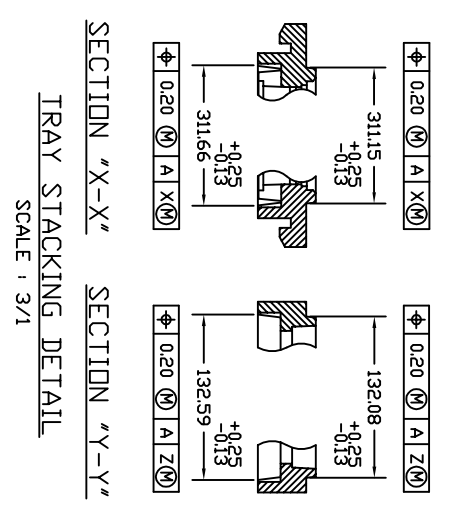 ⌖ 0.20 Ⓜ A XⓂ
311.15 +0.25
-0.13
311.66 +0.25
-0.13
⌖ 0.20 Ⓜ A XⓂ
SECTION "X-X"
⌖ 0.20 Ⓜ A ZⓂ
132.08 +0.25
-0.13
132.59 +0.25
-0.13
⌖ 0.20 Ⓜ A ZⓂ
SECTION "Y-Y"
TRAY STACKING DETAIL
SCALE : 3/1